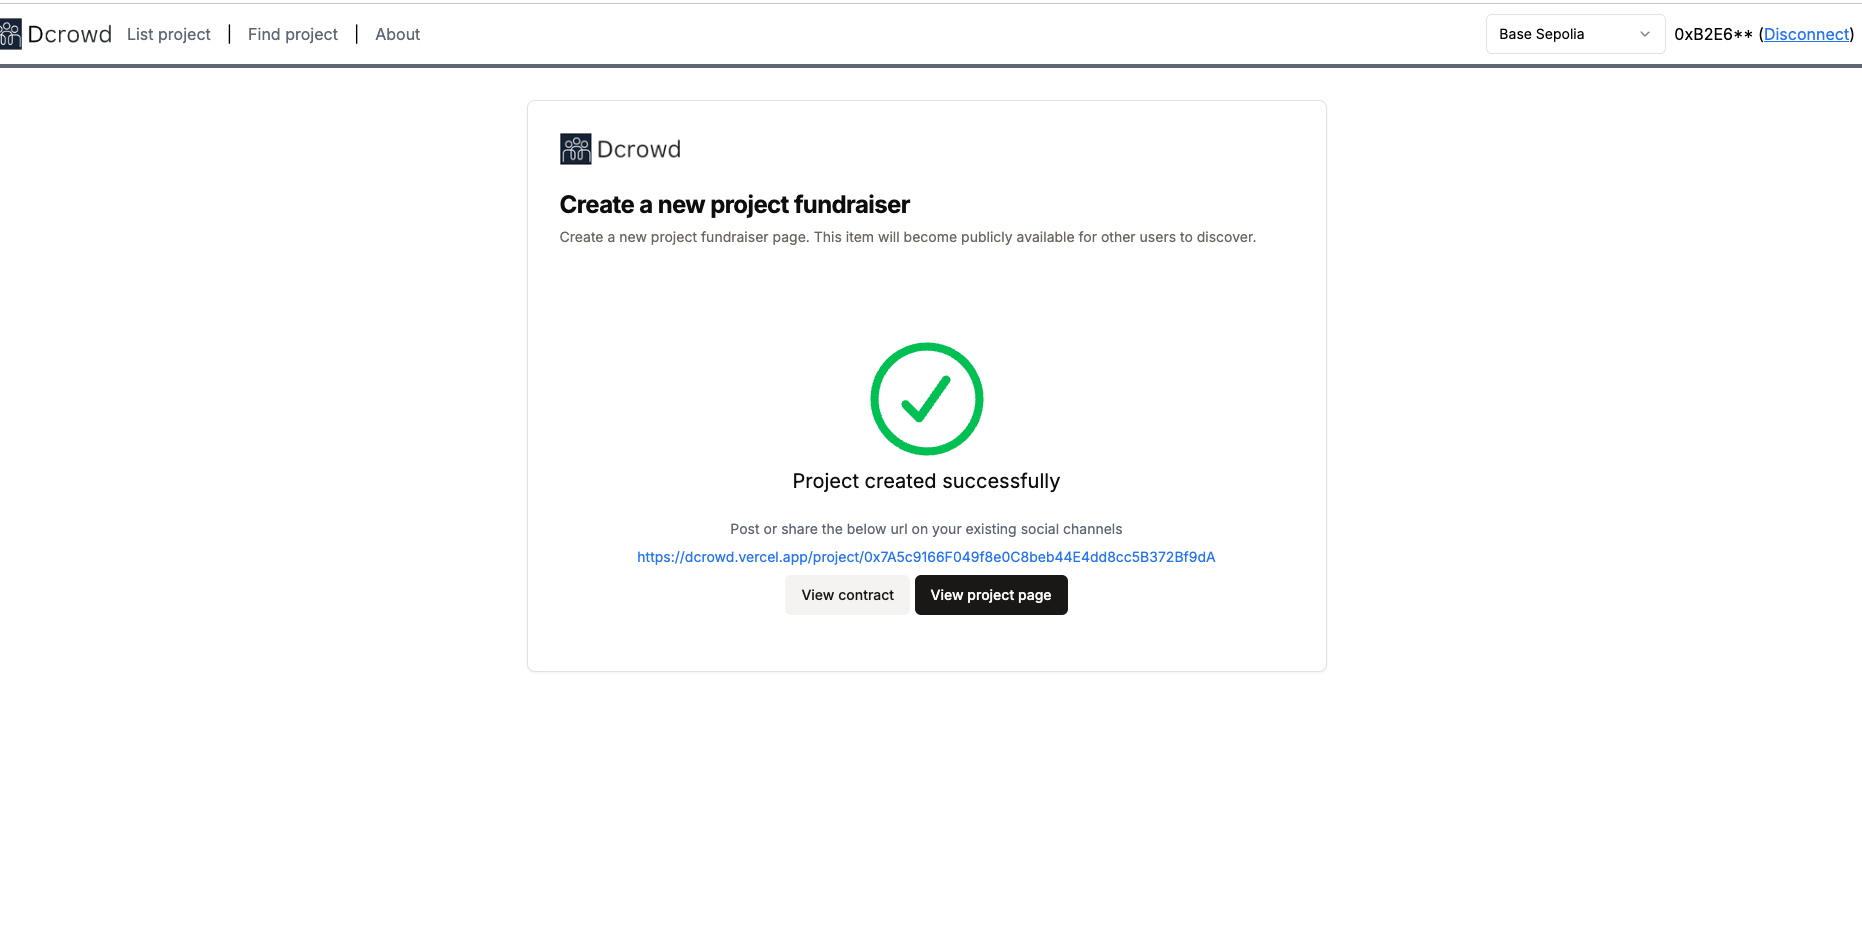 Dcrowd List project | Find project | About Base Sepolia 0xB2E6** (Disconnect)
Dcrowd
Create a new project fundraiser
Create a new project fundraiser page. This item will become publicly available for other users to discover.
Project created successfully
Post or share the below url on your existing social channels
https://dcrowd.vercel.app/project/0x7A5c9166F049f8e0C8beb44E4dd8cc5B372Bf9dA
View contract View project page